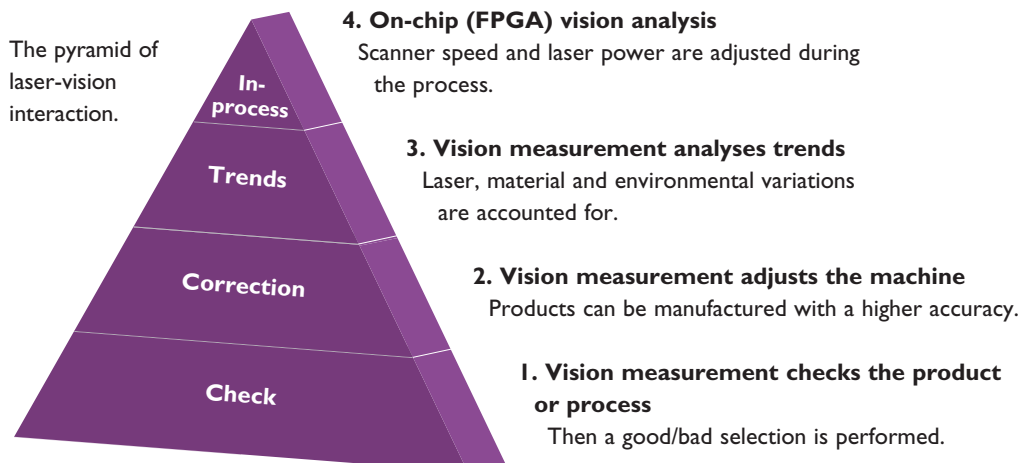 The pyramid of
laser-vision
interaction.
In-
process
Trends
Correction
Check
4. On-chip (FPGA) vision analysis
Scanner speed and laser power are adjusted during
the process.
3. Vision measurement analyses trends
Laser, material and environmental variations
are accounted for.
2. Vision measurement adjusts the machine
Products can be manufactured with a higher accuracy.
1. Vision measurement checks the product
or process
Then a good/bad selection is performed.